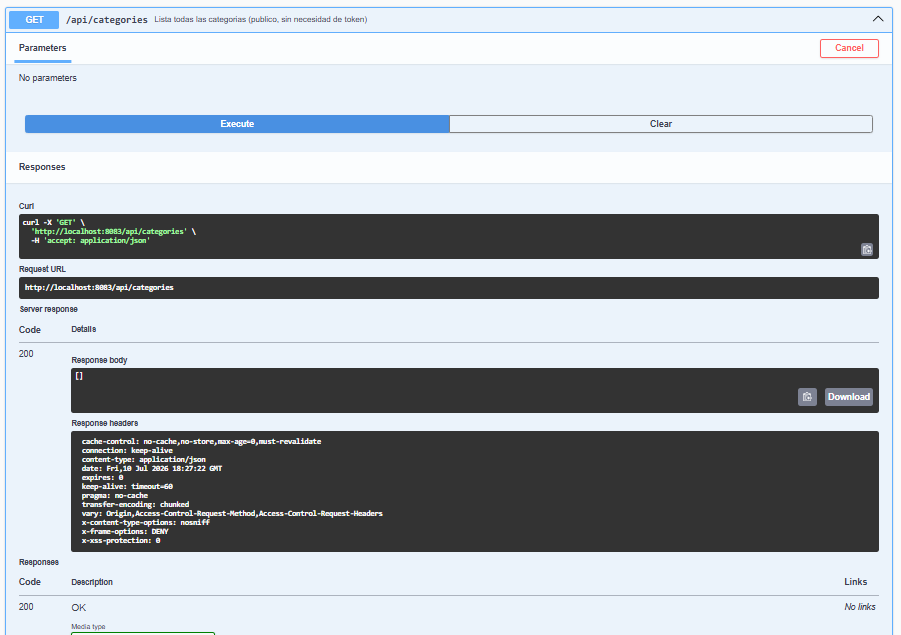 GET /api/categories Lista todas las categorias (publico, sin necesidad de token)
Parameters
Cancel
No parameters
Execute
Clear
Responses
Curl
curl -X 'GET' \
'http://localhost:8083/api/categories' \
-H 'accept: application/json'
Request URL
http://localhost:8083/api/categories
Server response
Code Details
200
Response body
[]
Download
Response headers
cache-control: no-cache,no-store,max-age=0,must-revalidate
connection: keep-alive
content-type: application/json
date: Fri,10 Jul 2026 18:27:22 GMT
expires: 0
keep-alive: timeout=60
pragma: no-cache
transfer-encoding: chunked
vary: Origin,Access-Control-Request-Method,Access-Control-Request-Headers
x-content-type-options: nosniff
x-frame-options: DENY
x-xss-protection: 0
Responses
Code Description Links
200 OK No links
Media type